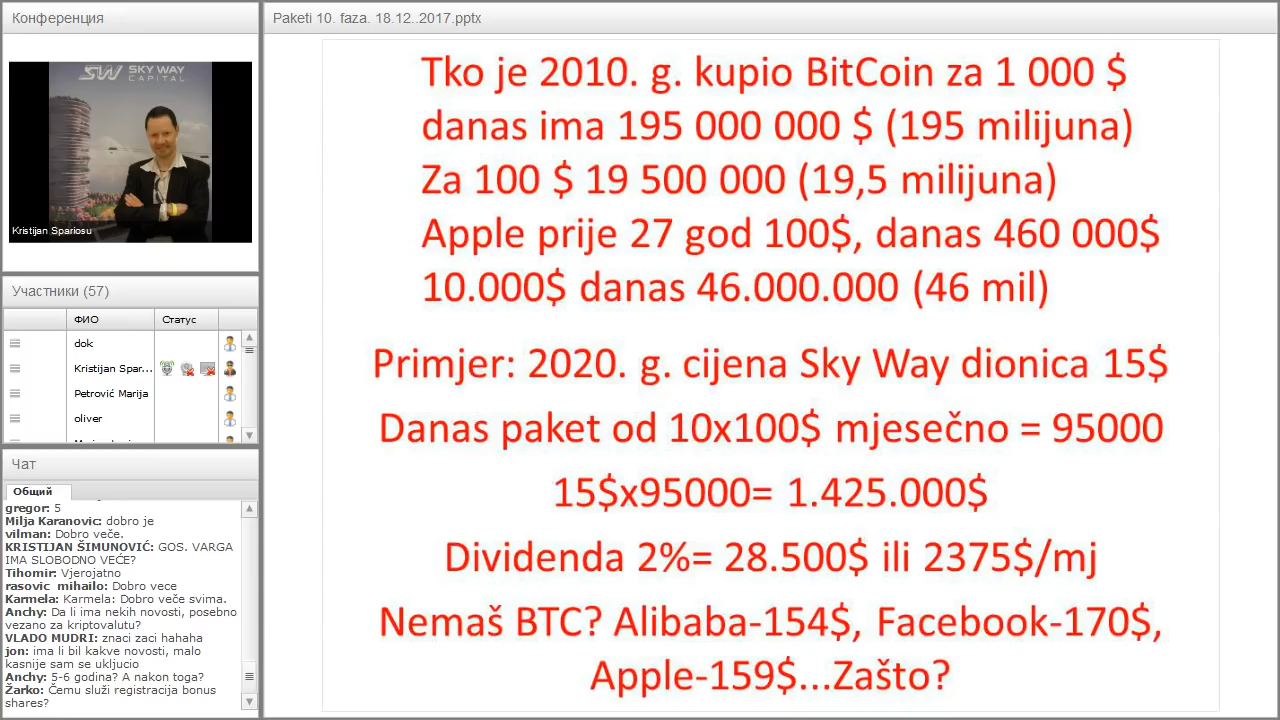 Конференция
SW SKY WAY
CAPITAL
Kristijan Spariosu
Участники (57)
ФИО Статус
dok
Kristijan Spar...
Petrović Marija
oliver
Чат
Общий
gregor: 5
Milja Karanovic: dobro je
vilman: Dobro veče.
KRISTIJAN ŠIMUNOVIĆ: GOS. VARGA
IMA SLOBODNO VEĆE?
Tihomir: Vjerojatno
rasovic_mihailo: Dobro vece
Karmela: Karmela: Dobro veče svima.
Anchy: Da li ima nekih novosti, posebno
vezano za kriptovalutu?
VLADO MUDRI: znaci zaci hahaha
jon: ima li bil kakve novosti, malo
kasnije sam se ukljucio
Anchy: 5-6 godina? A nakon toga?
Žarko: Čemu služi registracija bonus
shares?
Paketi 10. faza. 18.12..2017.pptx
Tko je 2010. g. kupio BitCoin za 1 000 $
danas ima 195 000 000 $ (195 milijuna)
Za 100 $ 19 500 000 (19,5 milijuna)
Apple prije 27 god 100$, danas 460 000$
10.000$ danas 46.000.000 (46 mil)
Primjer: 2020. g. cijena Sky Way dionica 15$
Danas paket od 10x100$ mjesečno = 95000
15$x95000= 1.425.000$
Dividenda 2%= 28.500$ ili 2375$/mj
Nemaš BTC? Alibaba-154$, Facebook-170$,
Apple-159$...Zašto?